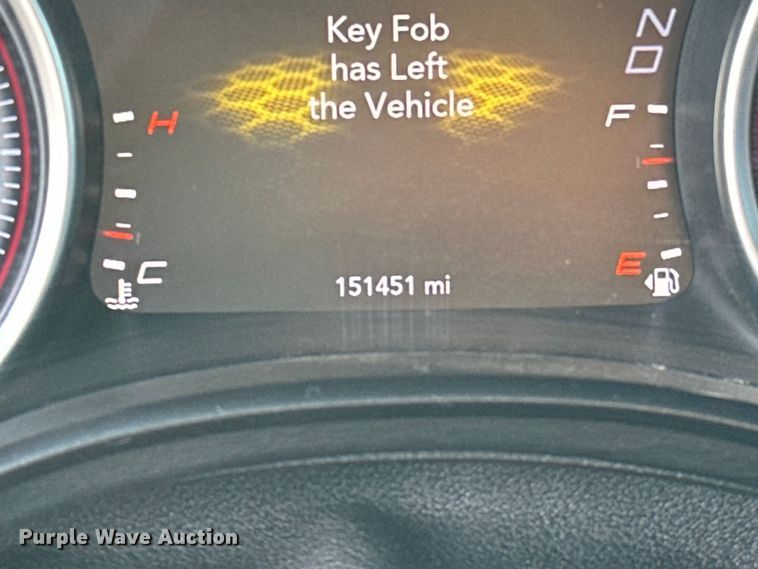 Key Fob
has Left
the Vehicle
N
D
H
F
C
E
151451 mi
Purple Wave Auction